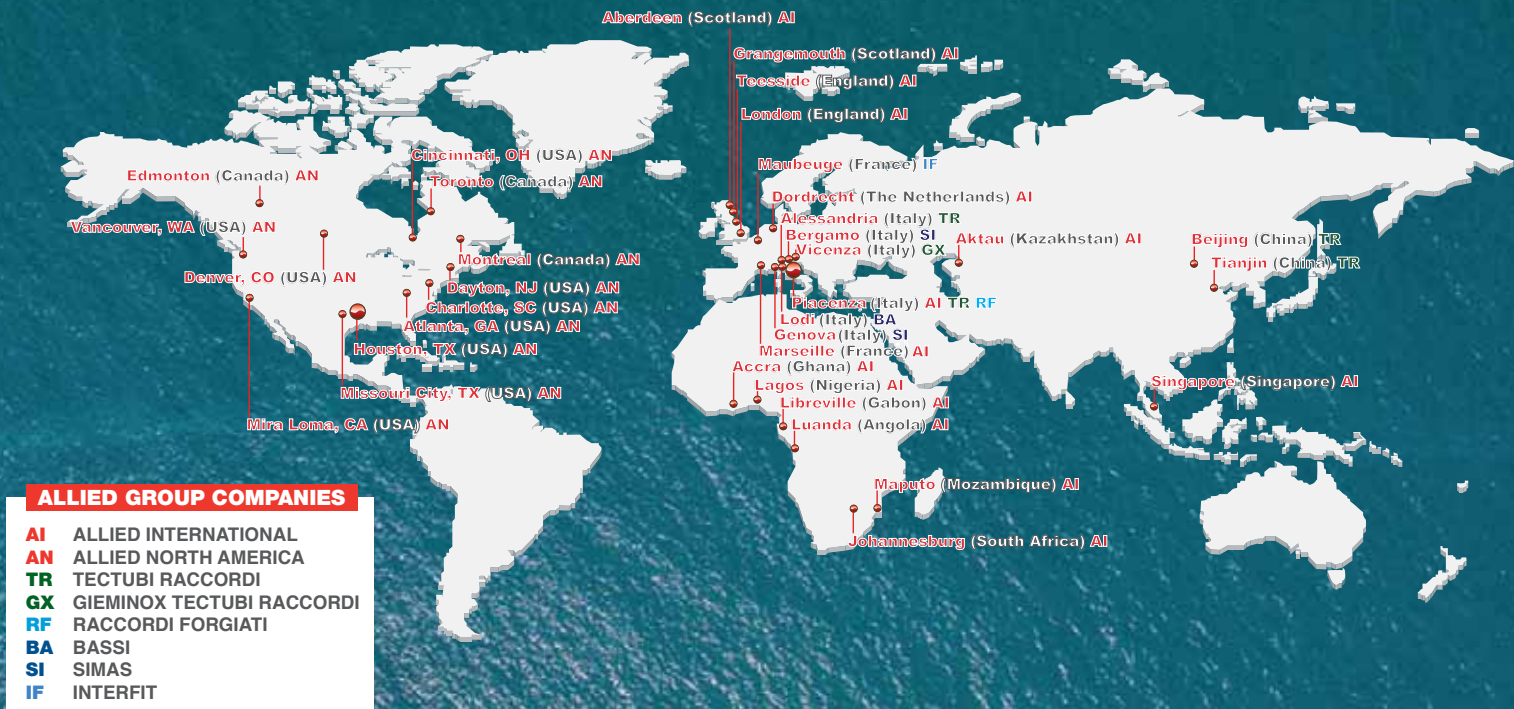 Aberdeen (Scotland) AI
Grangemouth (Scotland) AI
Teesside (England) AI
London (England) AI
Cincinnati, OH (USA) AN
Maubeuge (France) IF
Edmonton (Canada) AN
Toronto (Canada) AN
Dordrecht (The Netherlands) AI
Alessandria (Italy) TR
Vancouver, WA (USA) AN
Bergamo (Italy) SI
Aktau (Kazakhstan) AI
Beijing (China) TR
Vicenza (Italy) GX
Montreal (Canada) AN
Tianjin (China) TR
Denver, CO (USA) AN
Dayton, NJ (USA) AN
Piacenza (Italy) AI TR RF
Charlotte, SC (USA) AN
Lodi (Italy) BA
Atlanta, GA (USA) AN
Genova(Italy) SI
Houston, TX (USA) AN
Marseille (France) AI
Accra (Ghana) AI
Singapore (Singapore) AI
Lagos (Nigeria) AI
Missouri City, TX (USA) AN
Libreville (Gabon) AI
Mira Loma, CA (USA) AN
Luanda (Angola) AI
Maputo (Mozambique) AI
Johannesburg (South Africa) AI
ALLIED GROUP COMPANIES
AI ALLIED INTERNATIONAL
AN ALLIED NORTH AMERICA
TR TECTUBI RACCORDI
GX GIEMINOX TECTUBI RACCORDI
RF RACCORDI FORGIATI
BA BASSI
SI SIMAS
IF INTERFIT